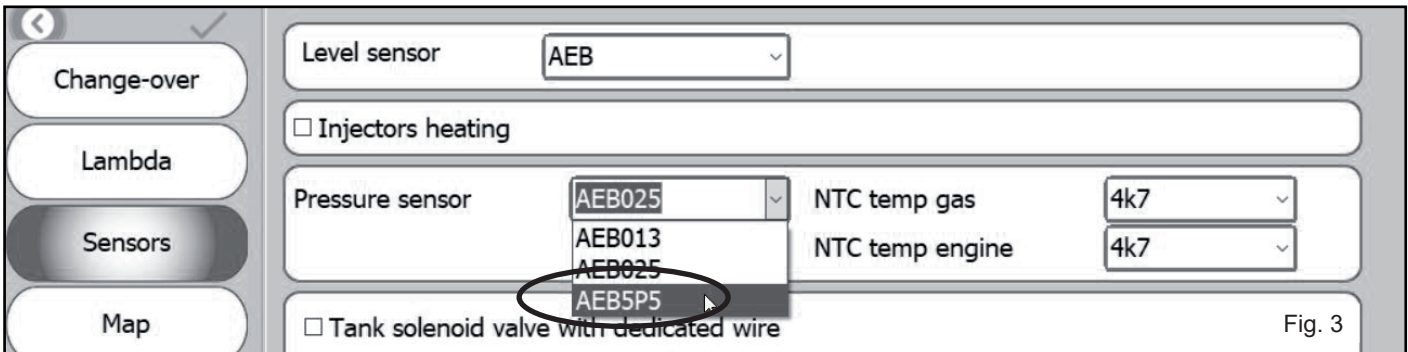 Change-over
Lambda
Sensors
Map
Level sensor AEB
Injectors heating
Pressure sensor AEB025 NTC temp gas 4k7
AEB013 NTC temp engine 4k7
AEB025
AEB5P5
Tank solenoid valve with dedicated wire
Fig. 3